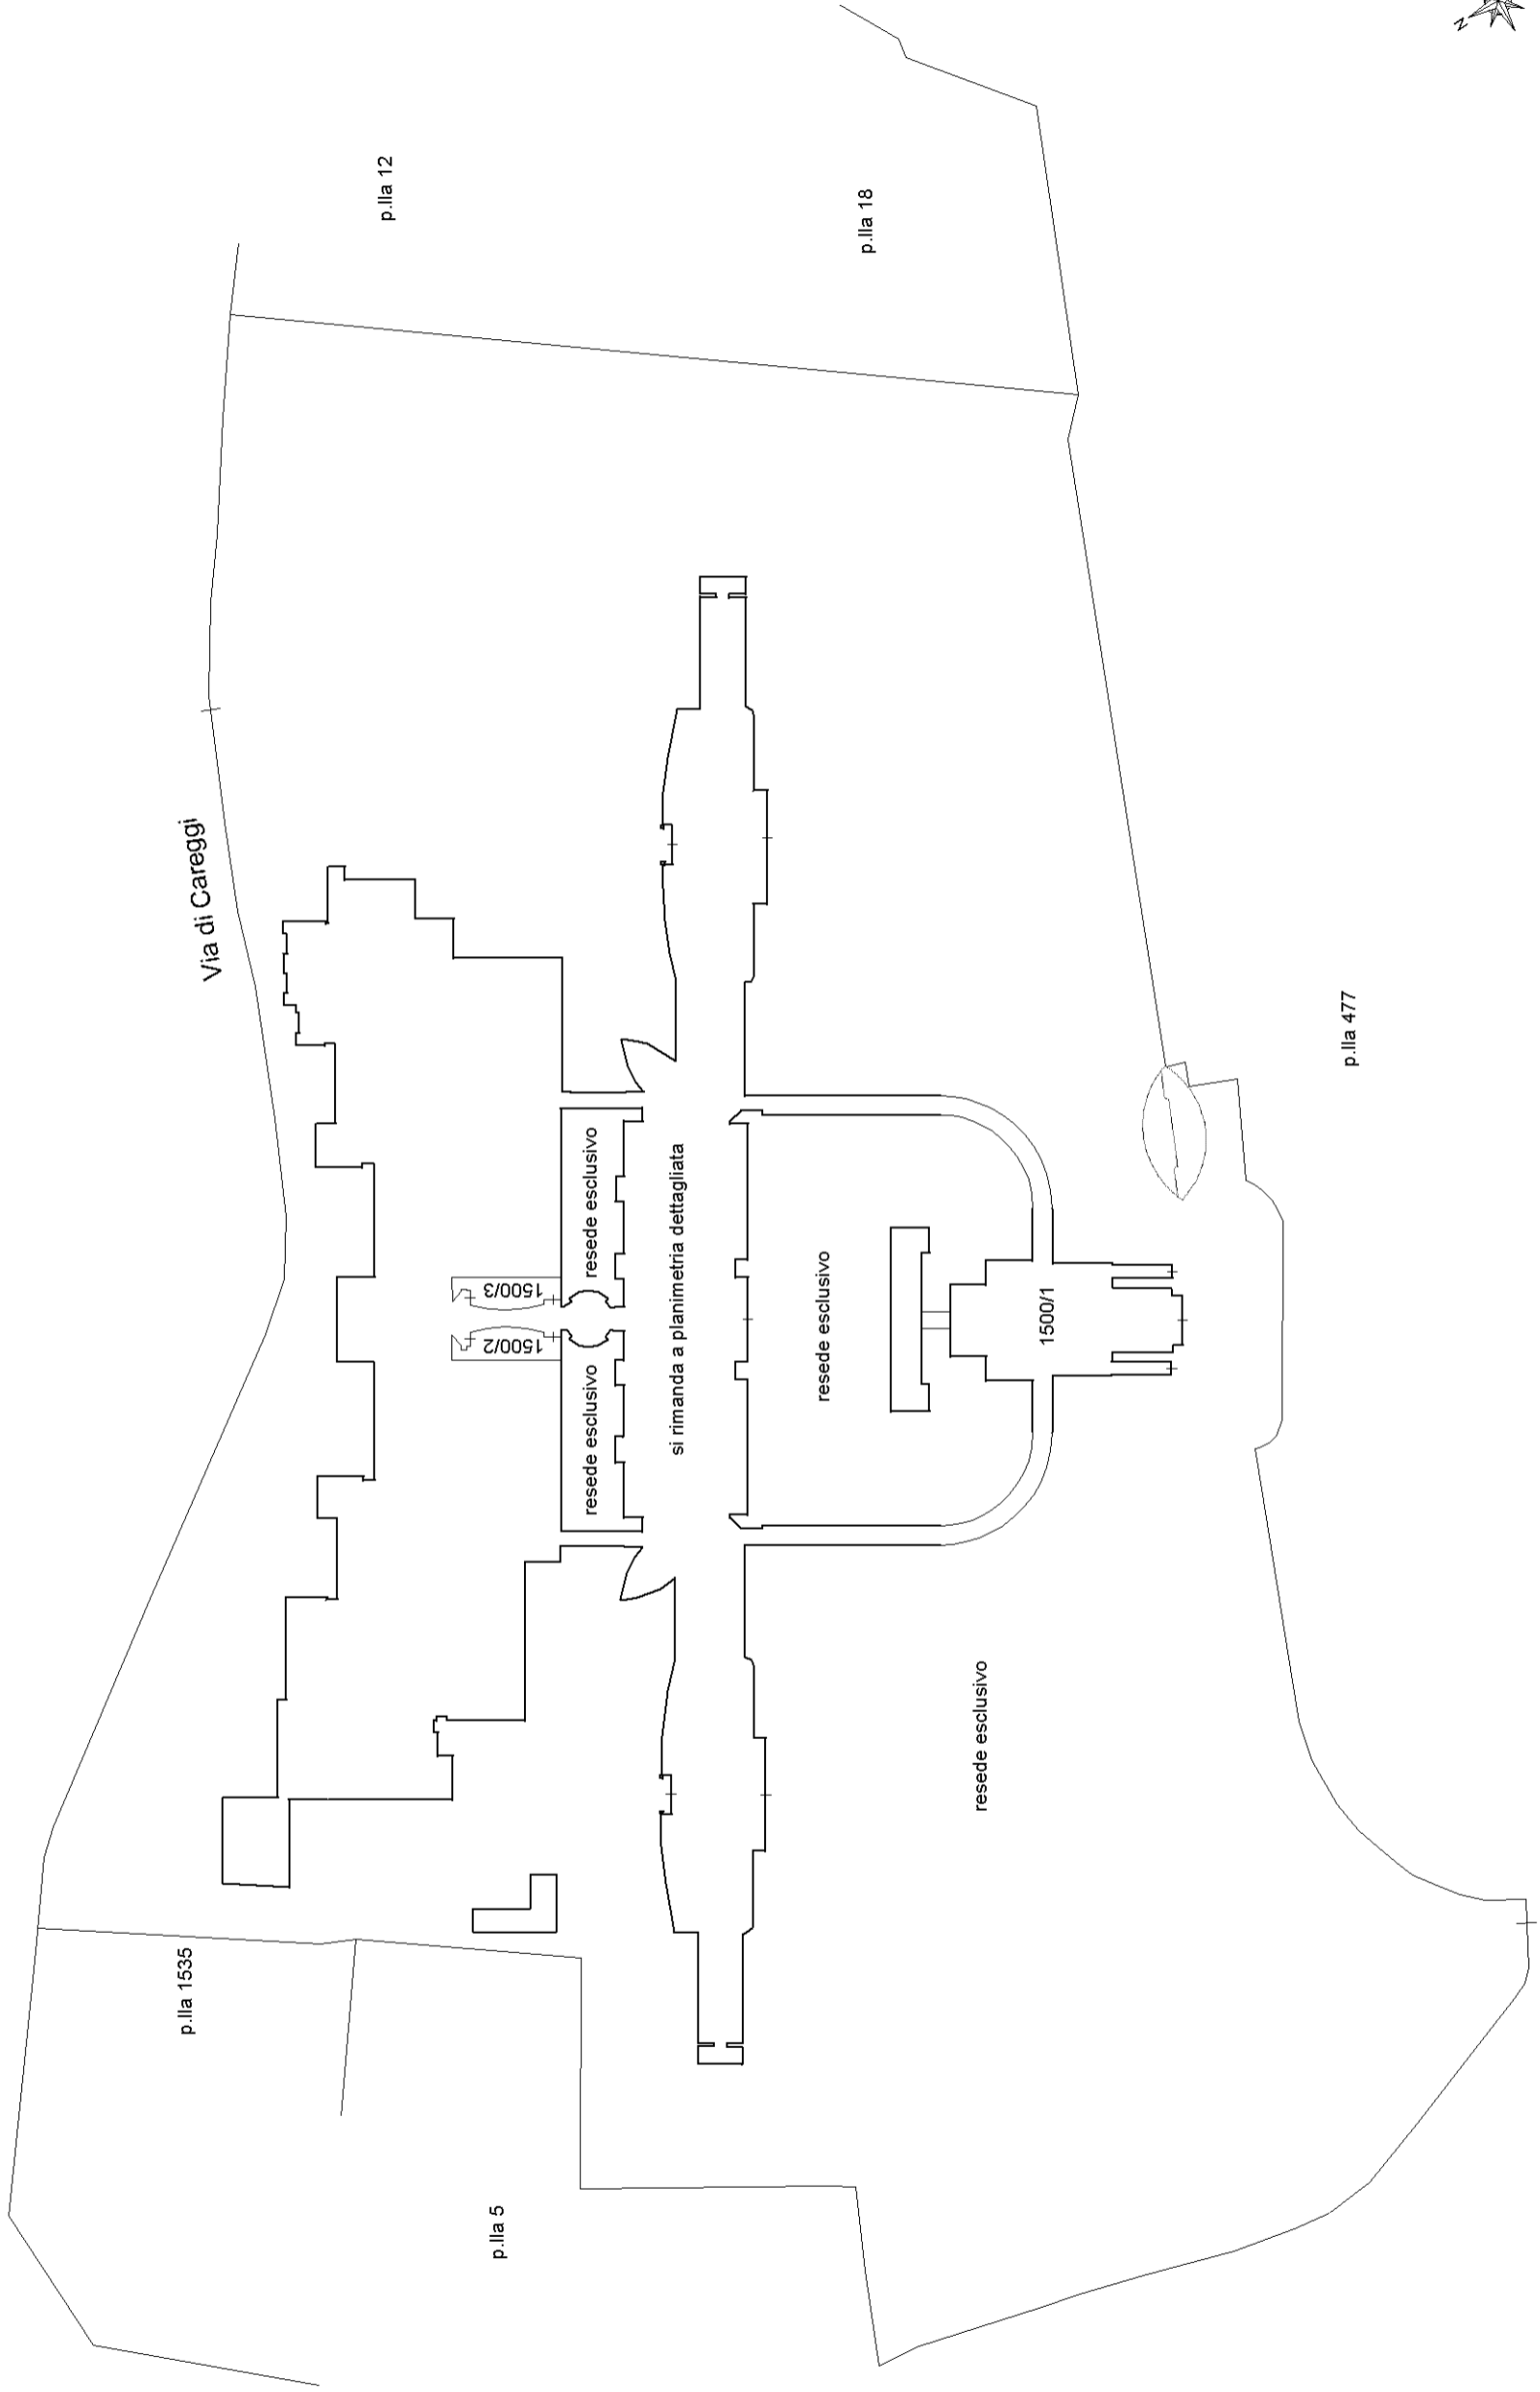 Via di Careggi
p.lla 1535
p.lla 12
p.lla 5
1500/2
1500/3
resede esclusivo
resede esclusivo
si rimanda a planimetria dettagliata
resede esclusivo
p.lla 18
resede esclusivo
1500/1
p.lla 477
N